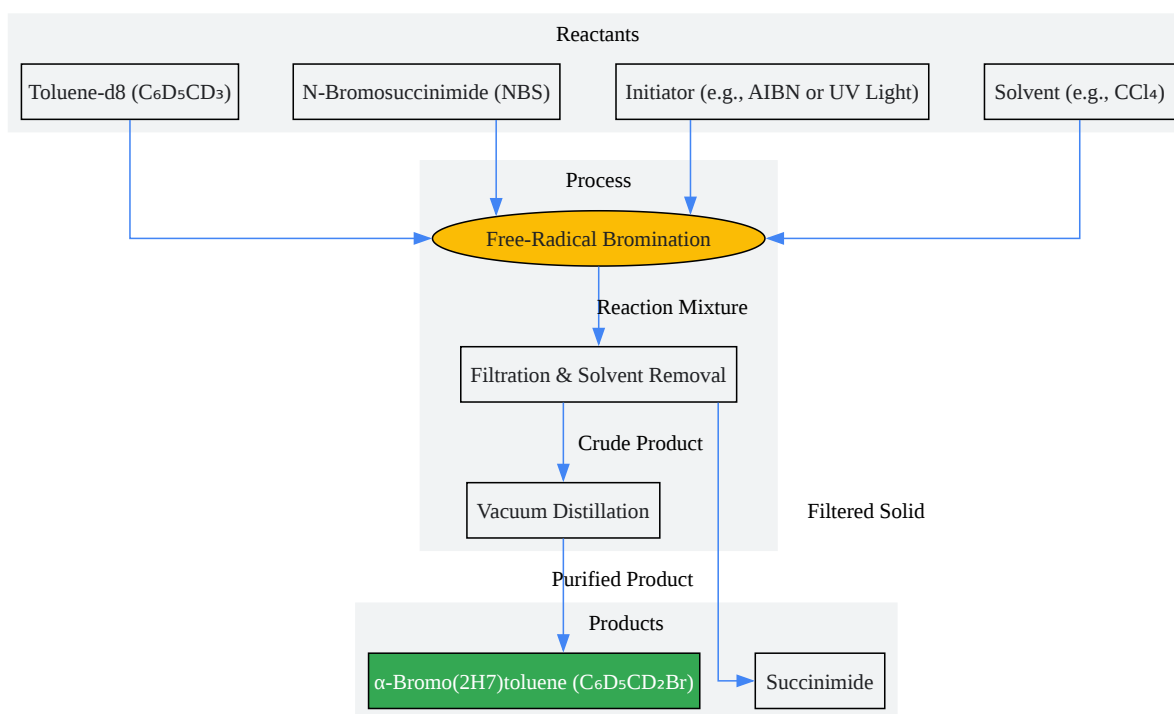 Reactants
Toluene-d8 (C₆D₅CD₃)
N-Bromosuccinimide (NBS)
Initiator (e.g., AIBN or UV Light)
Solvent (e.g., CCl₄)
Process
Free-Radical Bromination
Reaction Mixture
Filtration & Solvent Removal
Crude Product
Vacuum Distillation
Filtered Solid
Purified Product
Products
α-Bromo(2H7)toluene (C₆D₅CD₂Br)
Succinimide